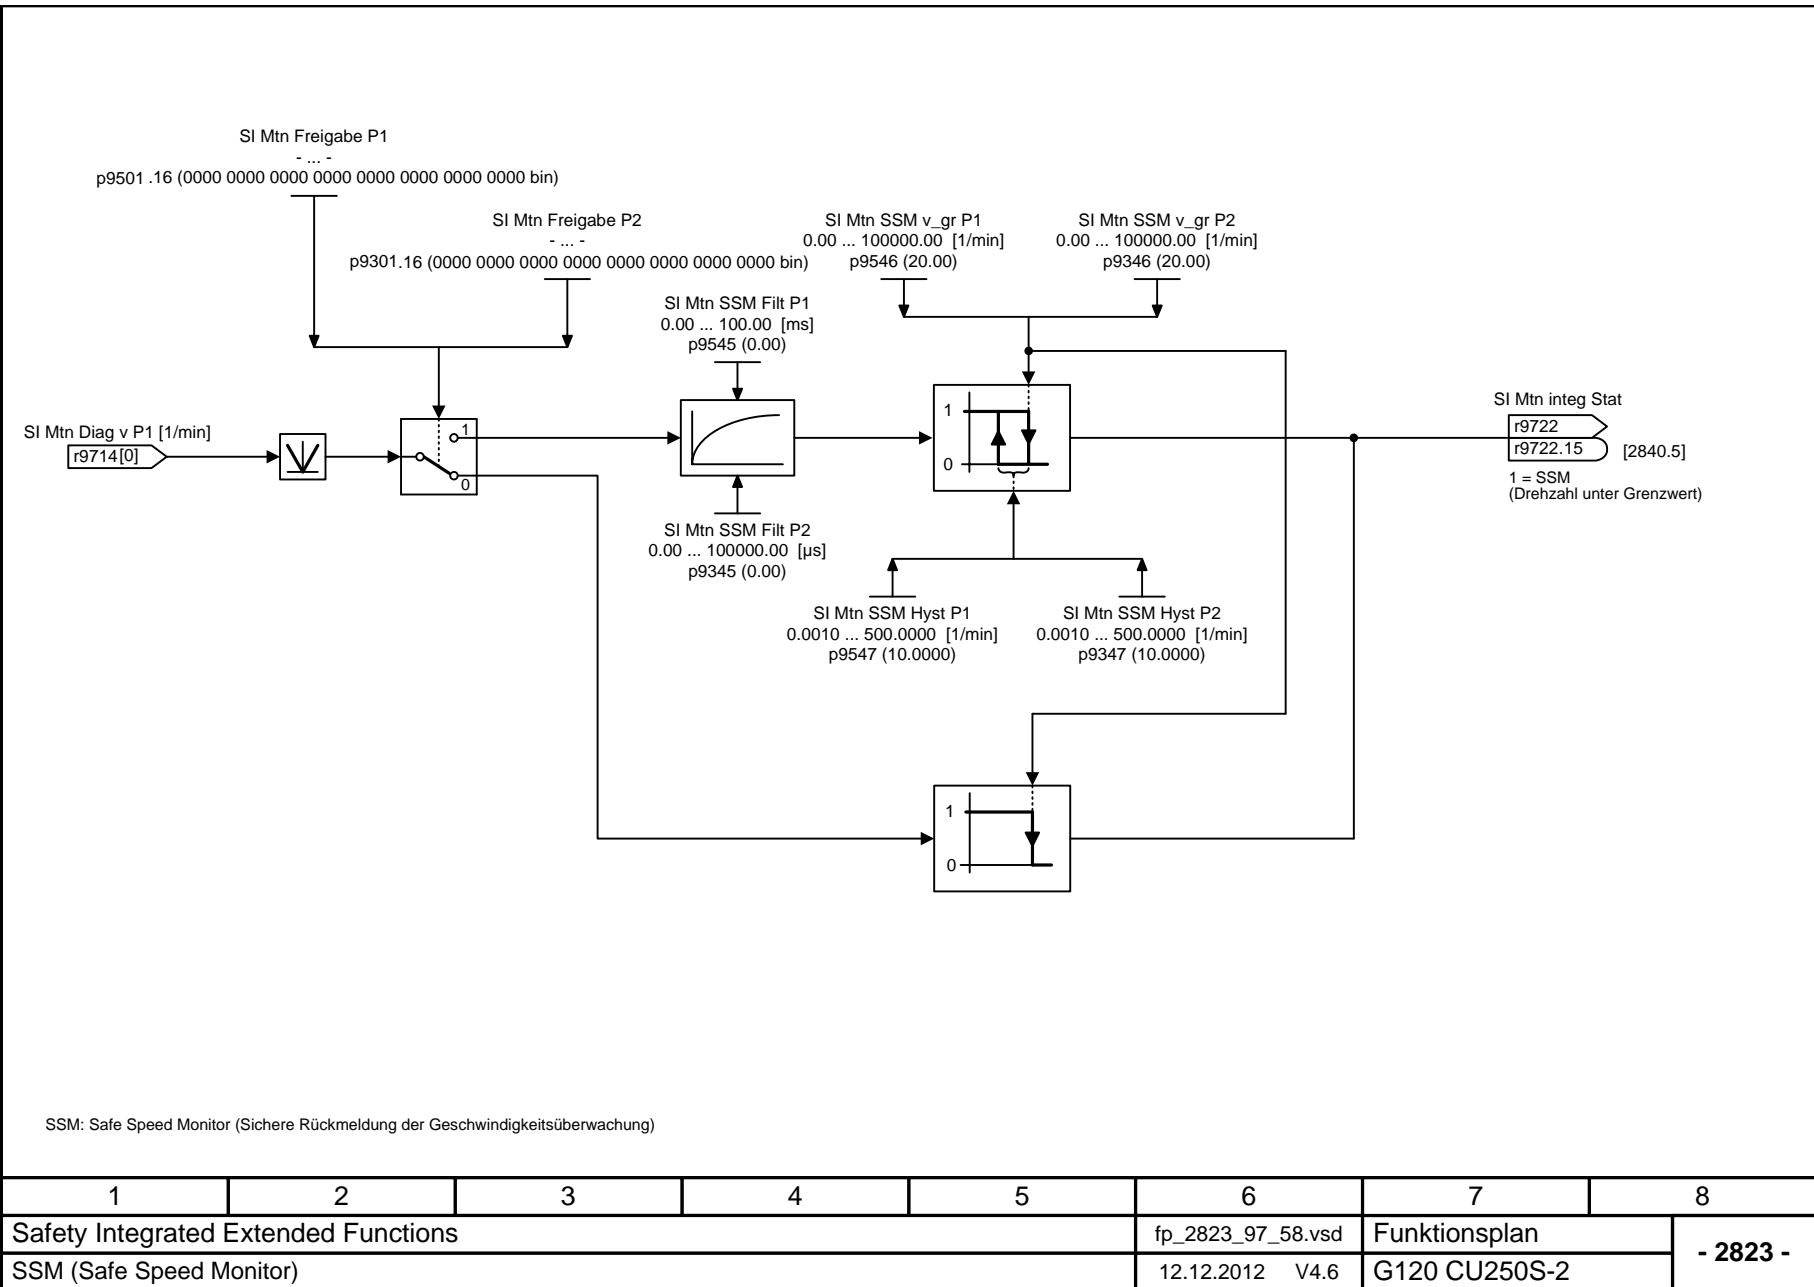 SI Mtn Freigabe P1
- ... -
p9501 .16 (0000 0000 0000 0000 0000 0000 0000 0000 bin)
SI Mtn Freigabe P2
- ... -
p9301.16 (0000 0000 0000 0000 0000 0000 0000 0000 bin)
SI Mtn SSM v_gr P1
0.00 ... 100000.00 [1/min]
p9546 (20.00)
SI Mtn SSM v_gr P2
0.00 ... 100000.00 [1/min]
p9346 (20.00)
SI Mtn SSM Filt P1
0.00 ... 100.00 [ms]
p9545 (0.00)
SI Mtn Diag v P1 [1/min]
r9714[0]
1
0
SI Mtn SSM Filt P2
0.00 ... 100000.00 [µs]
p9345 (0.00)
1
0
SI Mtn SSM Hyst P1
0.0010 ... 500.0000 [1/min]
p9547 (10.0000)
SI Mtn SSM Hyst P2
0.0010 ... 500.0000 [1/min]
p9347 (10.0000)
SI Mtn integ Stat
r9722
r9722.15 [2840.5]
1 = SSM
(Drehzahl unter Grenzwert)
1
0
SSM: Safe Speed Monitor (Sichere Rückmeldung der Geschwindigkeitsüberwachung)
1 2 3 4 5 6 7 8
Safety Integrated Extended Functions fp_2823_97_58.vsd Funktionsplan
- 2823 -
SSM (Safe Speed Monitor) 12.12.2012 V4.6 G120 CU250S-2